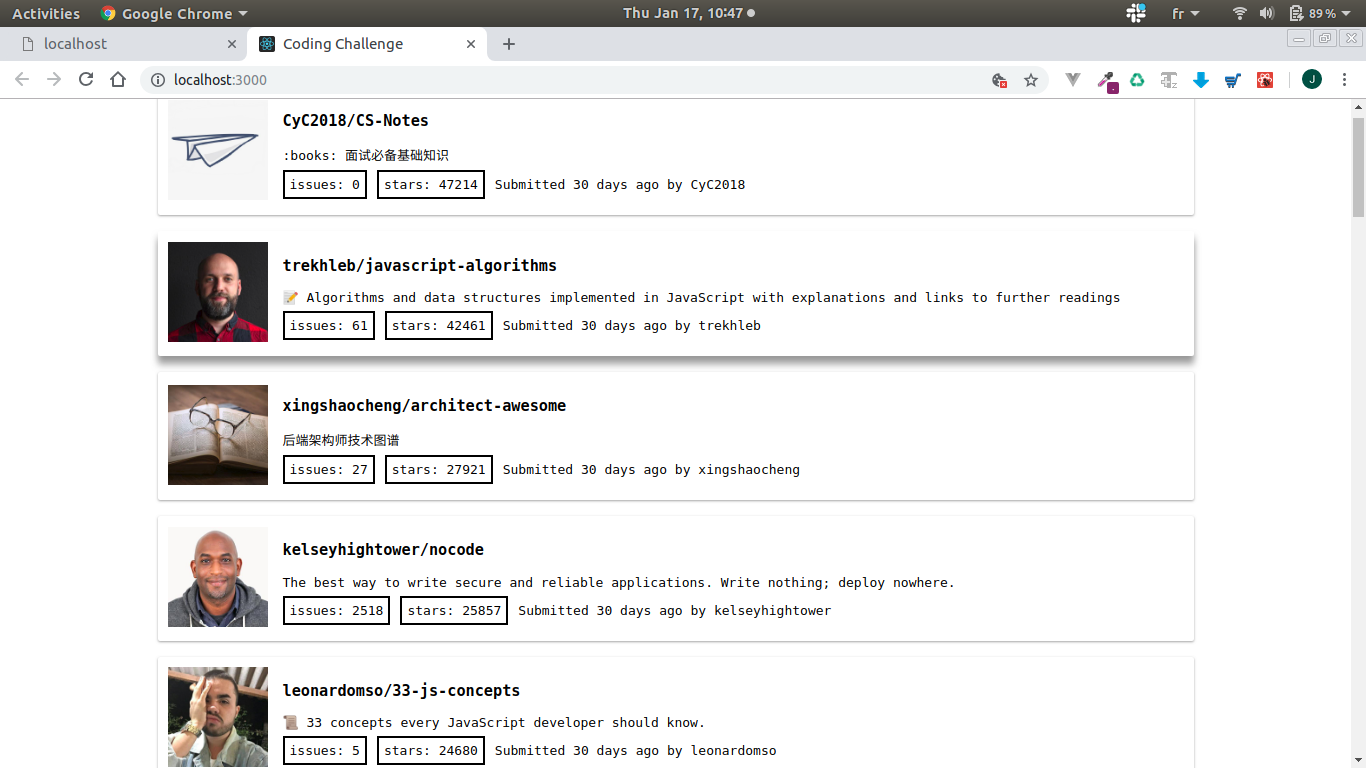 Activities Google Chrome Thu Jan 17, 10:47 fr 89 %
localhost Coding Challenge
localhost:3000 J
CyC2018/CS-Notes
:books: 面试必备基础知识
issues: 0 stars: 47214 Submitted 30 days ago by CyC2018
trekhleb/javascript-algorithms
📝 Algorithms and data structures implemented in JavaScript with explanations and links to further readings
issues: 61 stars: 42461 Submitted 30 days ago by trekhleb
xingshaocheng/architect-awesome
后端架构师技术图谱
issues: 27 stars: 27921 Submitted 30 days ago by xingshaocheng
kelseyhightower/nocode
The best way to write secure and reliable applications. Write nothing; deploy nowhere.
issues: 2518 stars: 25857 Submitted 30 days ago by kelseyhightower
leonardomso/33-js-concepts
📜 33 concepts every JavaScript developer should know.
issues: 5 stars: 24680 Submitted 30 days ago by leonardomso